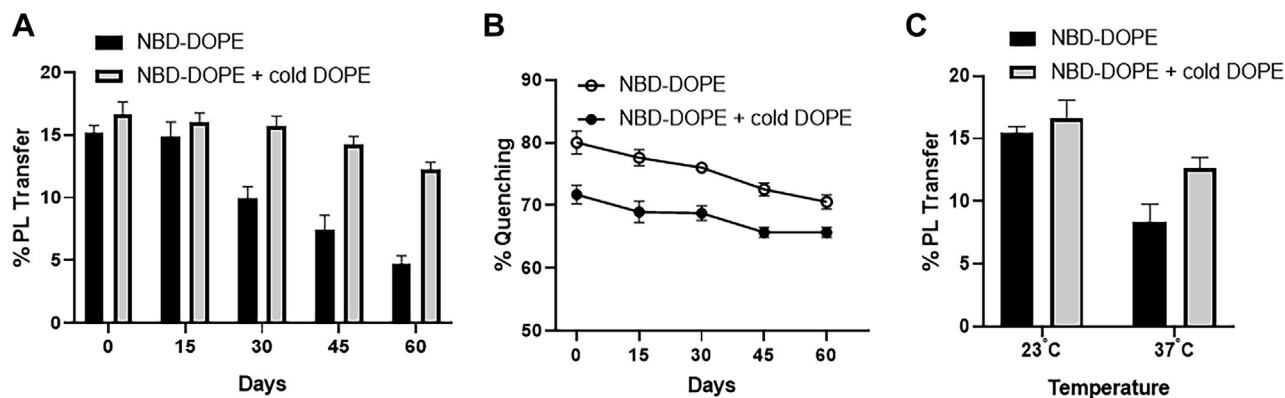 A
NBD-DOPE
NBD-DOPE + cold DOPE
% PL Transfer
20
15
10
5
0
0 15 30 45 60
Days
B
NBD-DOPE
NBD-DOPE + cold DOPE
% Quenching
90
80
70
60
50
0 15 30 45 60
Days
C
NBD-DOPE
NBD-DOPE + cold DOPE
% PL Transfer
20
15
10
5
0
23°C 37°C
Temperature